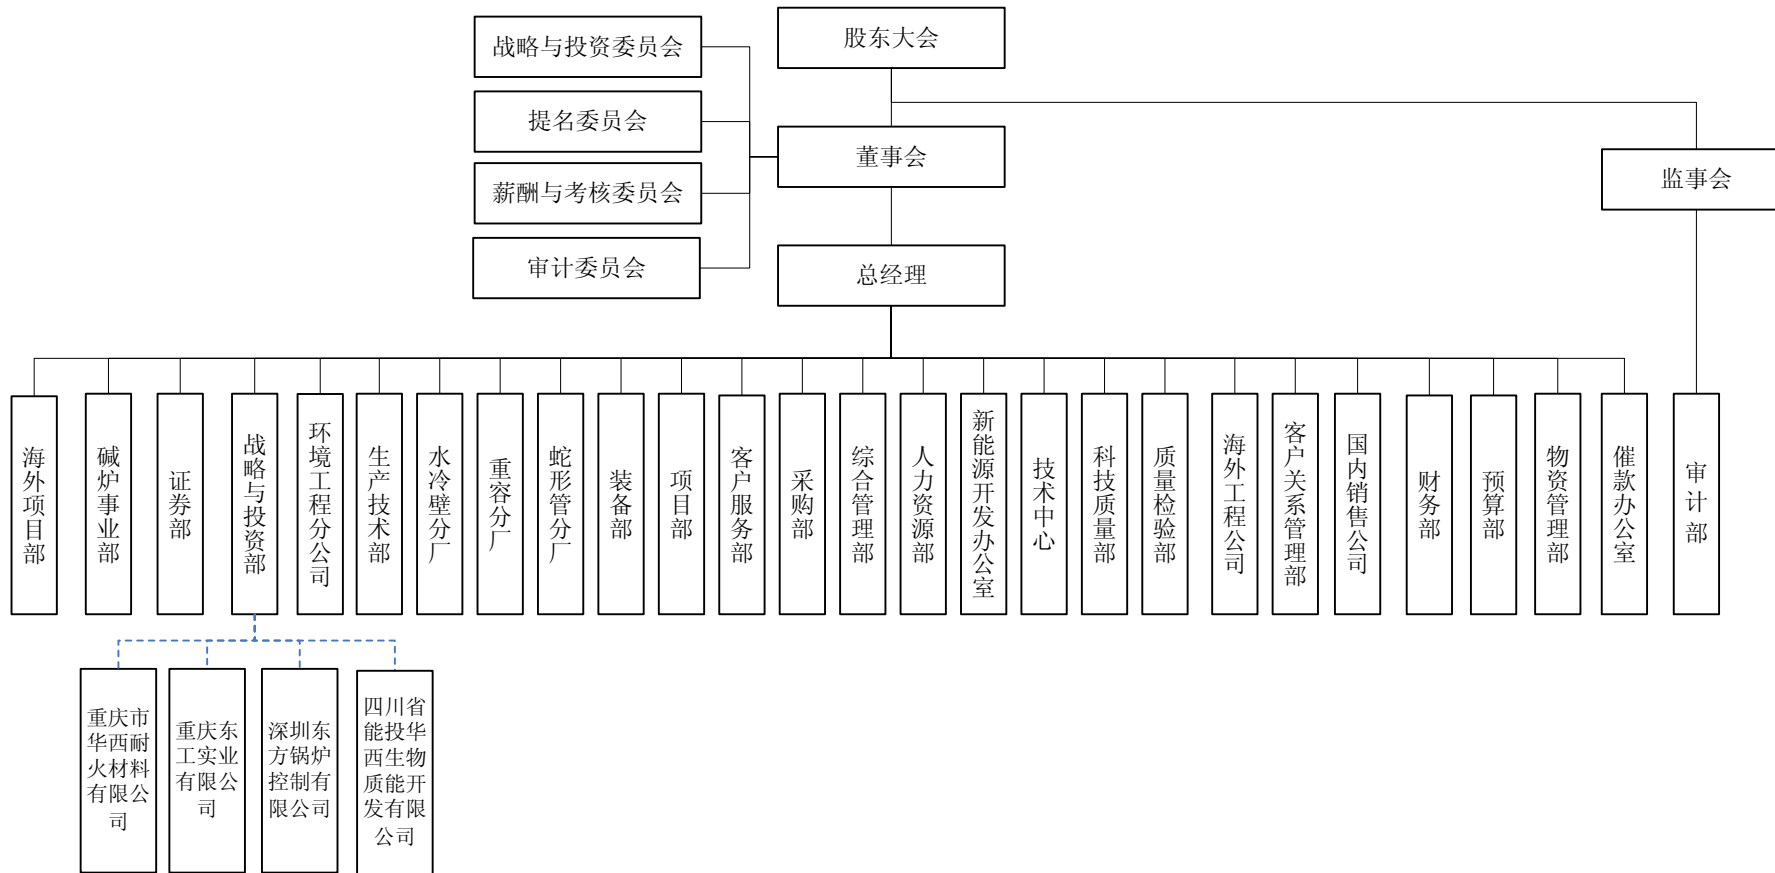 战略与投资委员会
股东大会
提名委员会
董事会
薪酬与考核委员会
监事会
审计委员会
总经理
海外项目部
碱炉事业部
证券部
战略与投资部
环境工程分公司
生产技术部
水冷壁分厂
重容分厂
蛇形管分厂
装备部
项目部
客户服务部
采购部
综合管理部
人力资源部
新能源开发办公室
技术中心
科技质量部
质量检验部
海外工程公司
客户关系管理部
国内销售公司
财务部
预算部
物资管理部
催款办公室
审计部
重庆市
华西耐
火材料
有限公
司
重庆东
工实业
有限公
司
深圳东
方锅炉
控制有
限公司
四川省
能投华
西生物
质能开
发有限
公司